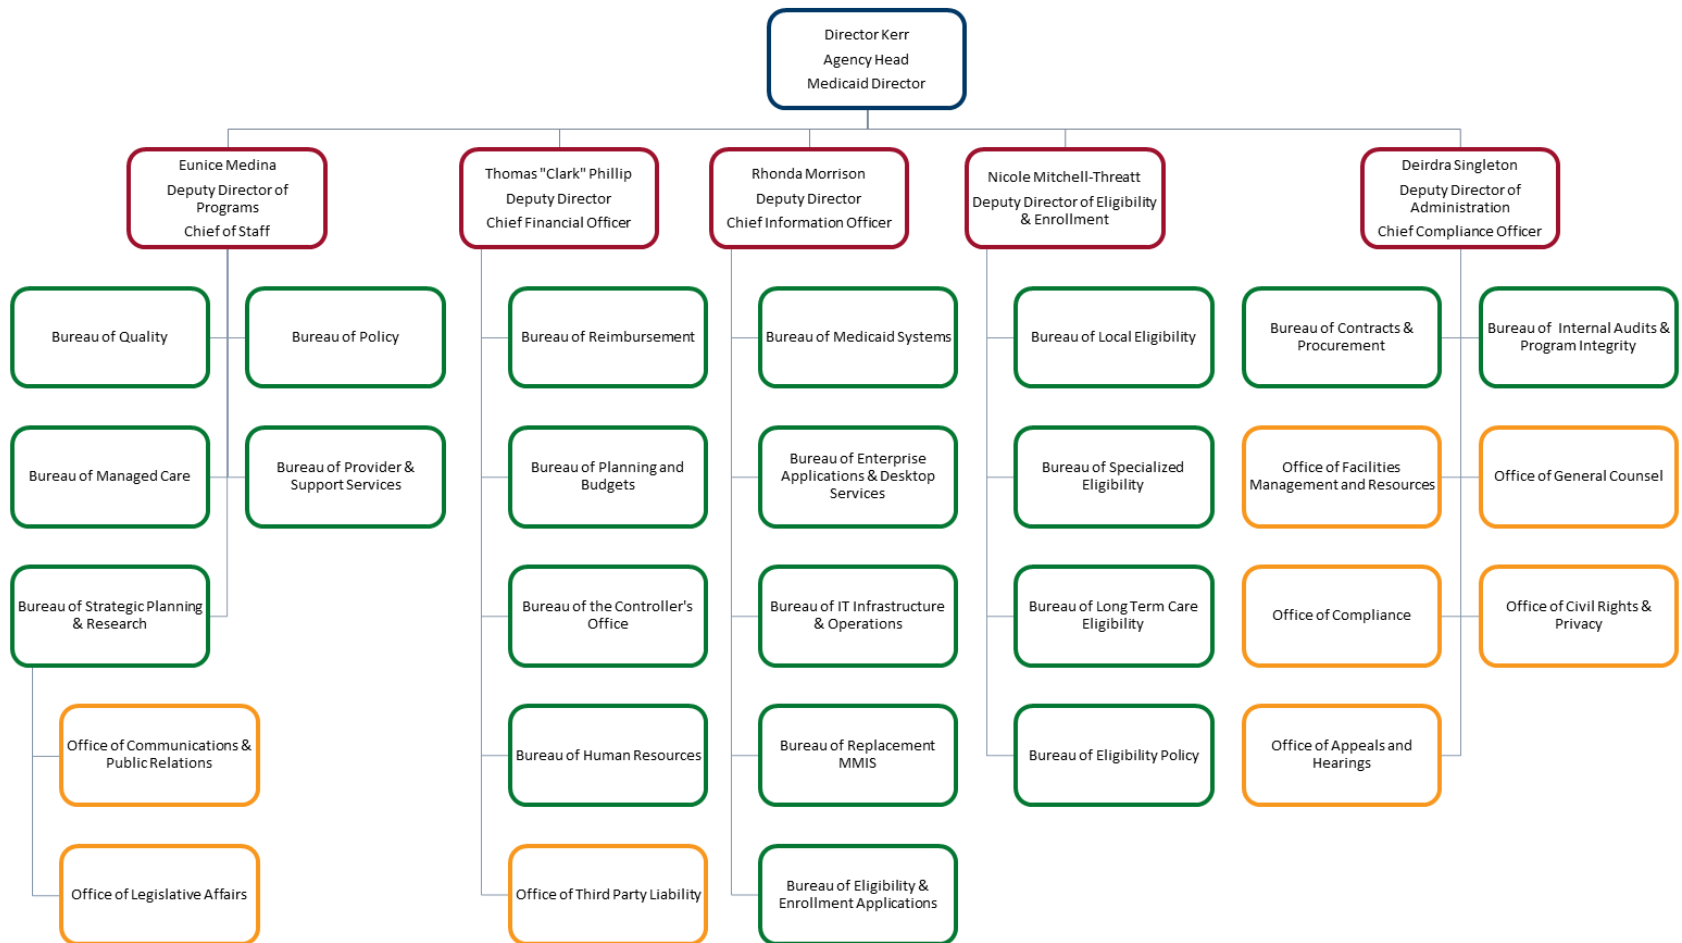 Director Kerr
Agency Head
Medicaid Director
Eunice Medina
Deputy Director of
Programs
Chief of Staff
Thomas "Clark" Phillip
Deputy Director
Chief Financial Officer
Rhonda Morrison
Deputy Director
Chief Information Officer
Nicole Mitchell-Threatt
Deputy Director of Eligibility
& Enrollment
Deirdra Singleton
Deputy Director of
Administration
Chief Compliance Officer
Bureau of Quality
Bureau of Policy
Bureau of Reimbursement
Bureau of Medicaid Systems
Bureau of Local Eligibility
Bureau of Contracts &
Procurement
Bureau of Internal Audits &
Program Integrity
Bureau of Managed Care
Bureau of Provider &
Support Services
Bureau of Planning and
Budgets
Bureau of Enterprise
Applications & Desktop
Services
Bureau of Specialized
Eligibility
Office of Facilities
Management and Resources
Office of General Counsel
Bureau of Strategic Planning
& Research
Bureau of the Controller's
Office
Bureau of IT Infrastructure
& Operations
Bureau of Long Term Care
Eligibility
Office of Compliance
Office of Civil Rights &
Privacy
Office of Communications &
Public Relations
Bureau of Human Resources
Bureau of Replacement
MMIS
Bureau of Eligibility Policy
Office of Appeals and
Hearings
Office of Legislative Affairs
Office of Third Party Liability
Bureau of Eligibility &
Enrollment Applications